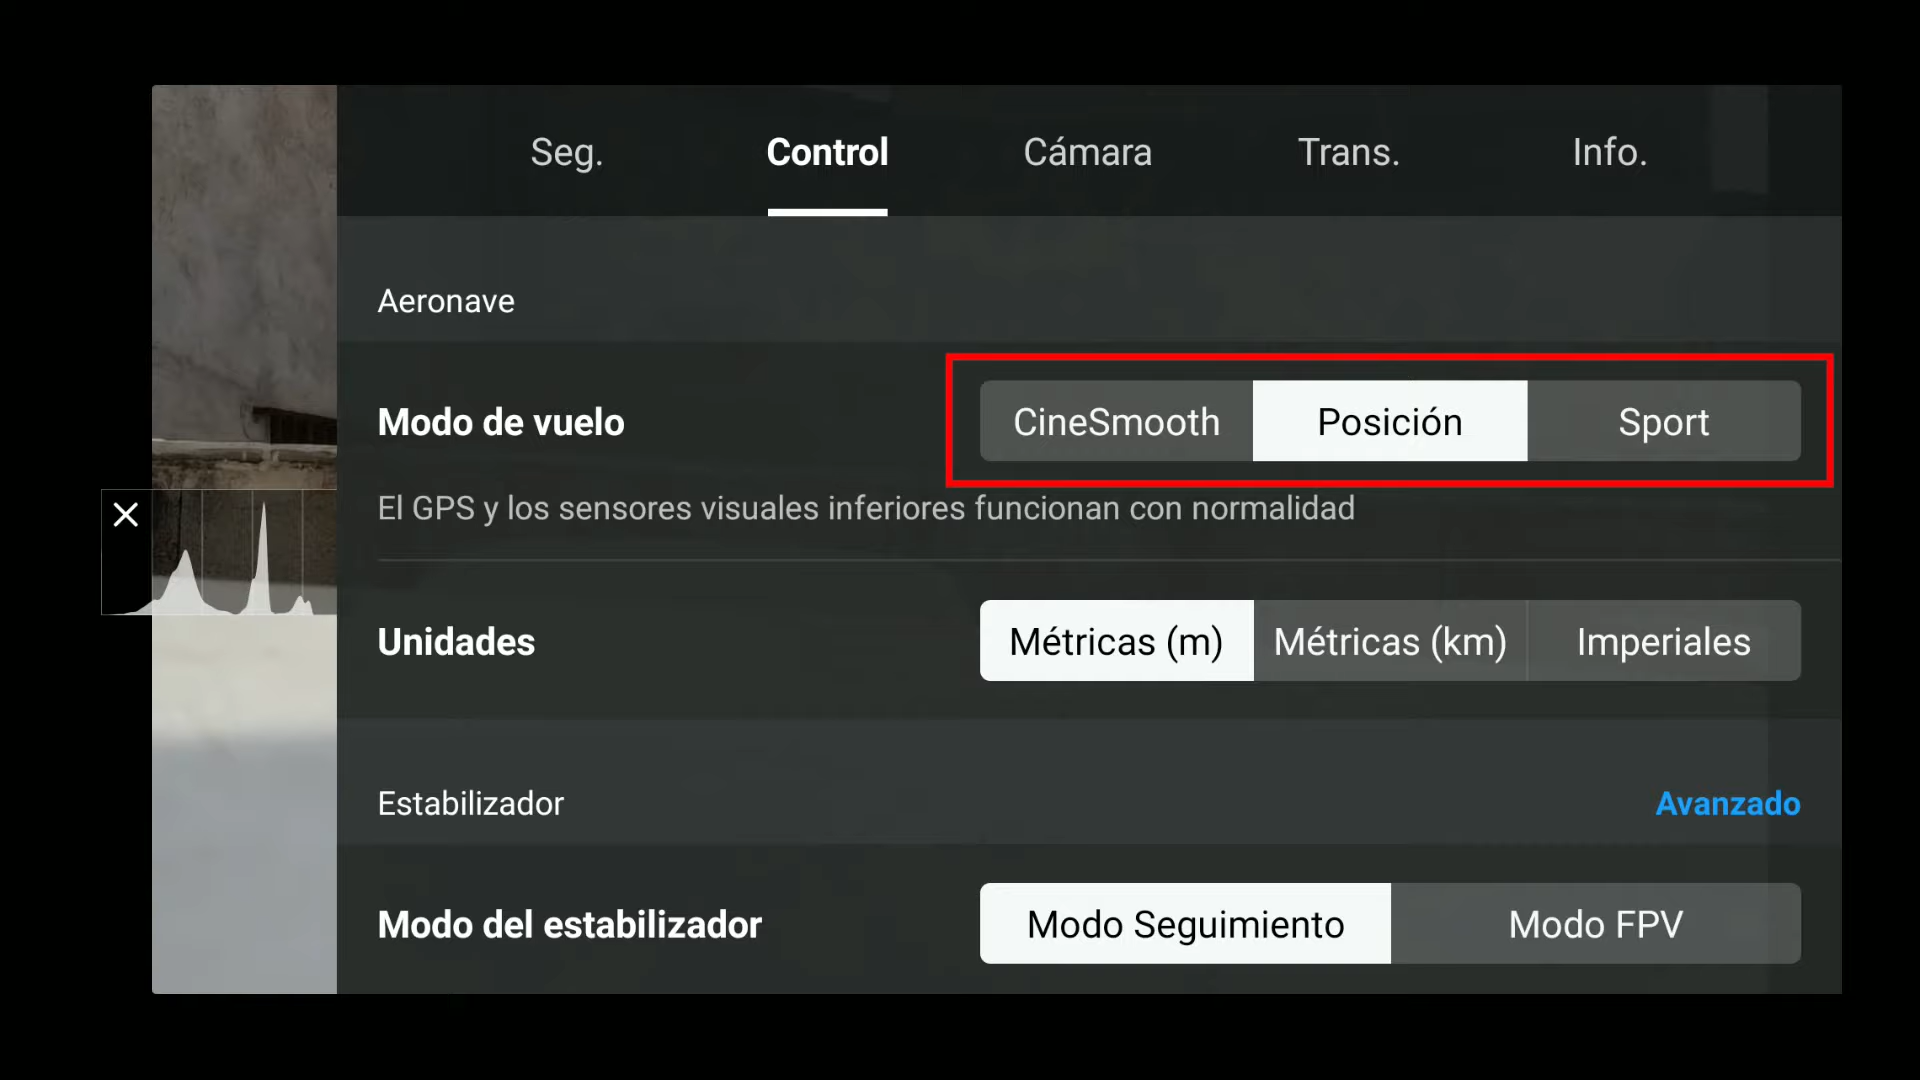 Seg. Control Cámara Trans. Info.
Aeronave
Modo de vuelo CineSmooth Posición Sport
El GPS y los sensores visuales inferiores funcionan con normalidad
Unidades Métricas (m) Métricas (km) Imperiales
Estabilizador Avanzado
Modo del estabilizador Modo Seguimiento Modo FPV